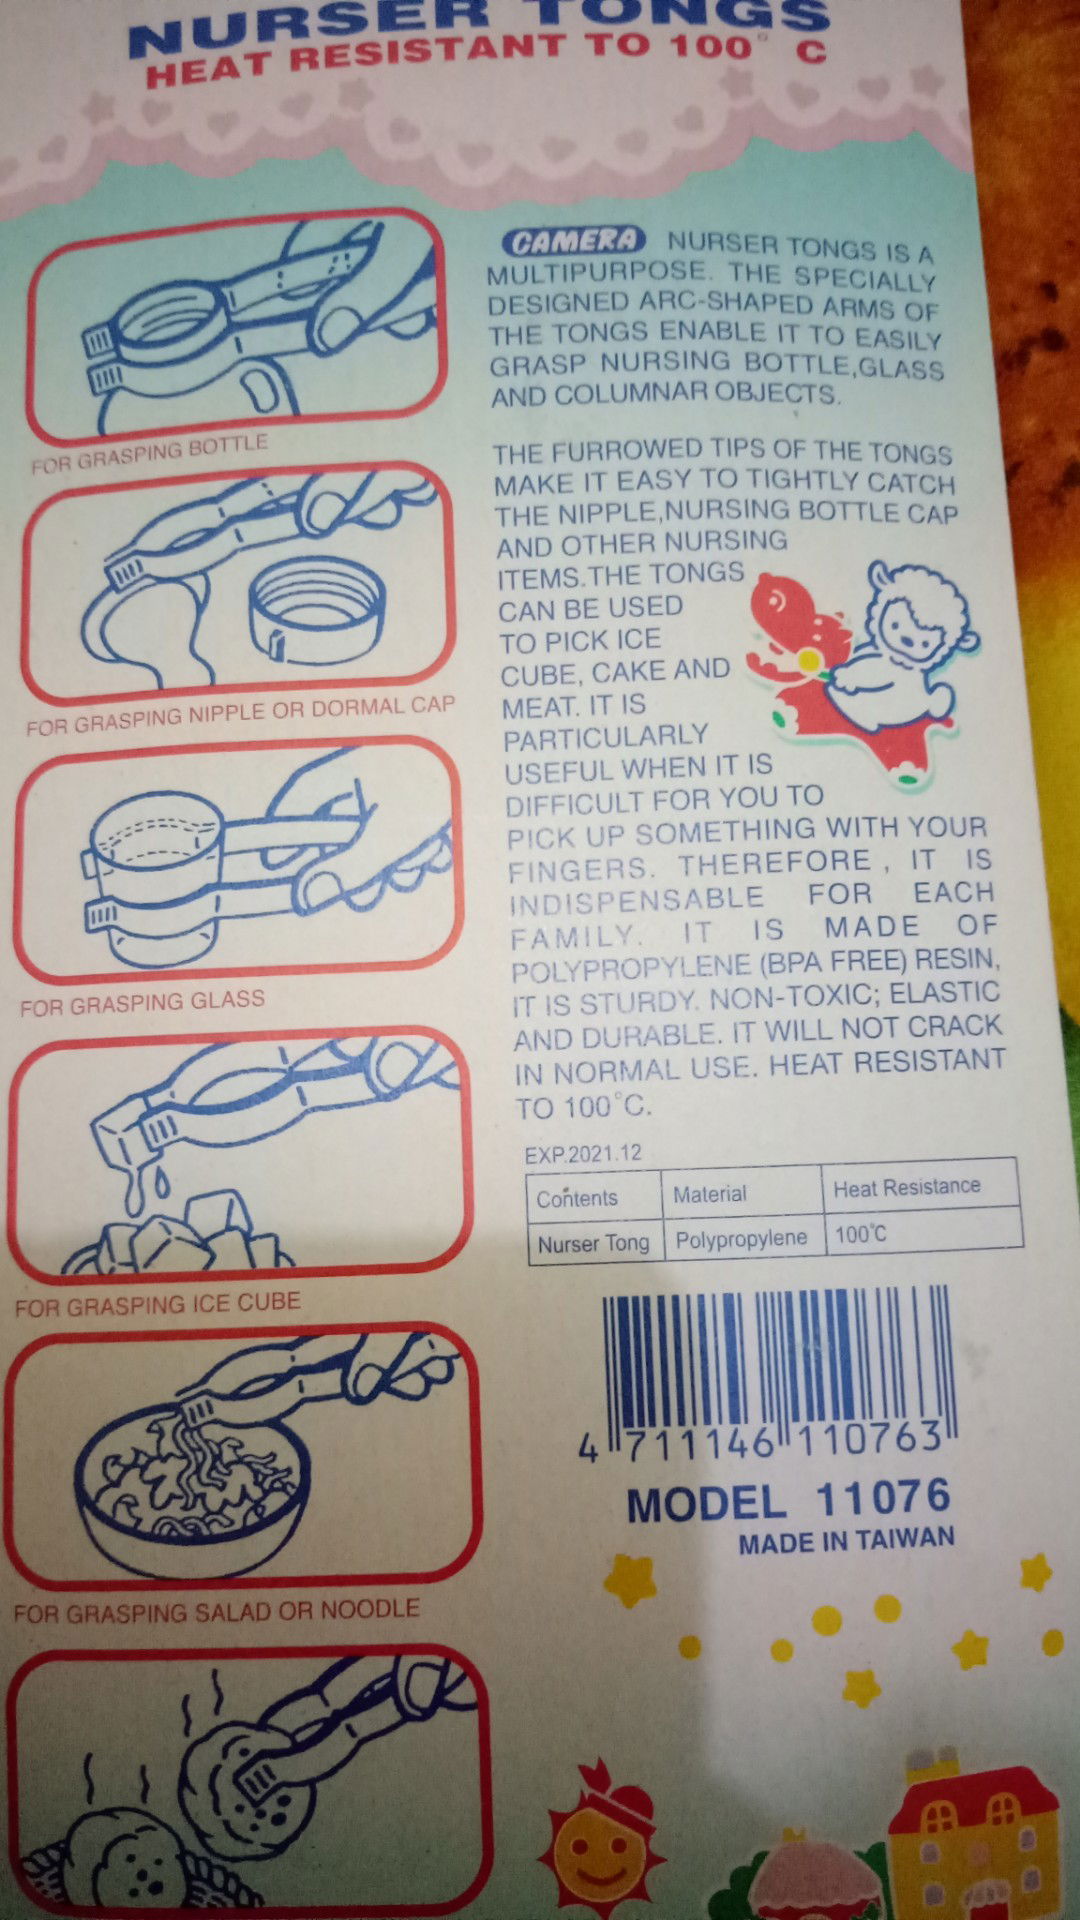 NURSER TONGS
HEAT RESISTANT TO 100° C
FOR GRASPING BOTTLE
FOR GRASPING NIPPLE OR DORMAL CAP
FOR GRASPING GLASS
FOR GRASPING ICE CUBE
FOR GRASPING SALAD OR NOODLE
CAMERA NURSER TONGS IS A
MULTIPURPOSE. THE SPECIALLY
DESIGNED ARC-SHAPED ARMS OF
THE TONGS ENABLE IT TO EASILY
GRASP NURSING BOTTLE,GLASS
AND COLUMNAR OBJECTS.
THE FURROWED TIPS OF THE TONGS
MAKE IT EASY TO TIGHTLY CATCH
THE NIPPLE,NURSING BOTTLE CAP
AND OTHER NURSING
ITEMS.THE TONGS
CAN BE USED
TO PICK ICE
CUBE, CAKE AND
MEAT. IT IS
PARTICULARLY
USEFUL WHEN IT IS
DIFFICULT FOR YOU TO
PICK UP SOMETHING WITH YOUR
FINGERS. THEREFORE , IT IS
INDISPENSABLE FOR EACH
FAMILY. IT IS MADE OF
POLYPROPYLENE (BPA FREE) RESIN,
IT IS STURDY. NON-TOXIC; ELASTIC
AND DURABLE. IT WILL NOT CRACK
IN NORMAL USE. HEAT RESISTANT
TO 100°C.
EXP.2021.12
Contents Material Heat Resistance
Nurser Tong Polypropylene 100℃
4 711146 110763
MODEL 11076
MADE IN TAIWAN